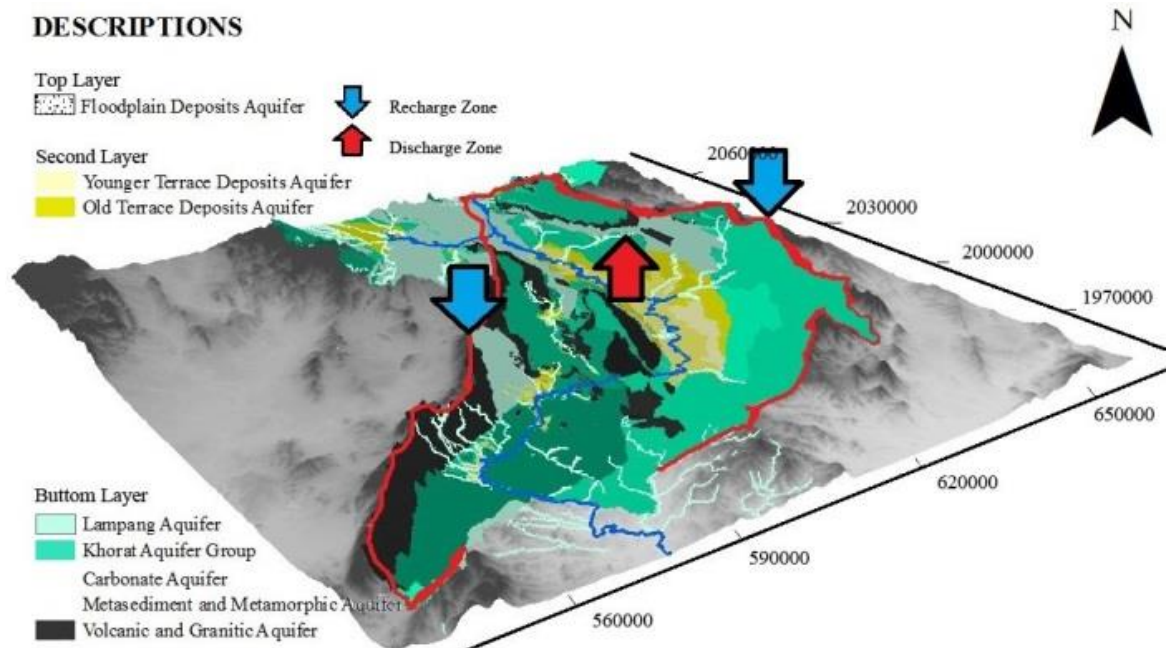 DESCRIPTIONS
N
Top Layer
Floodplain Deposits Aquifer
Recharge Zone
Discharge Zone
Second Layer
Younger Terrace Deposits Aquifer
Old Terrace Deposits Aquifer
2060000
2030000
2000000
1970000
650000
620000
590000
560000
Buttom Layer
Lampang Aquifer
Khorat Aquifer Group
Carbonate Aquifer
Metasediment and Metamorphic Aquifer
Volcanic and Granitic Aquifer